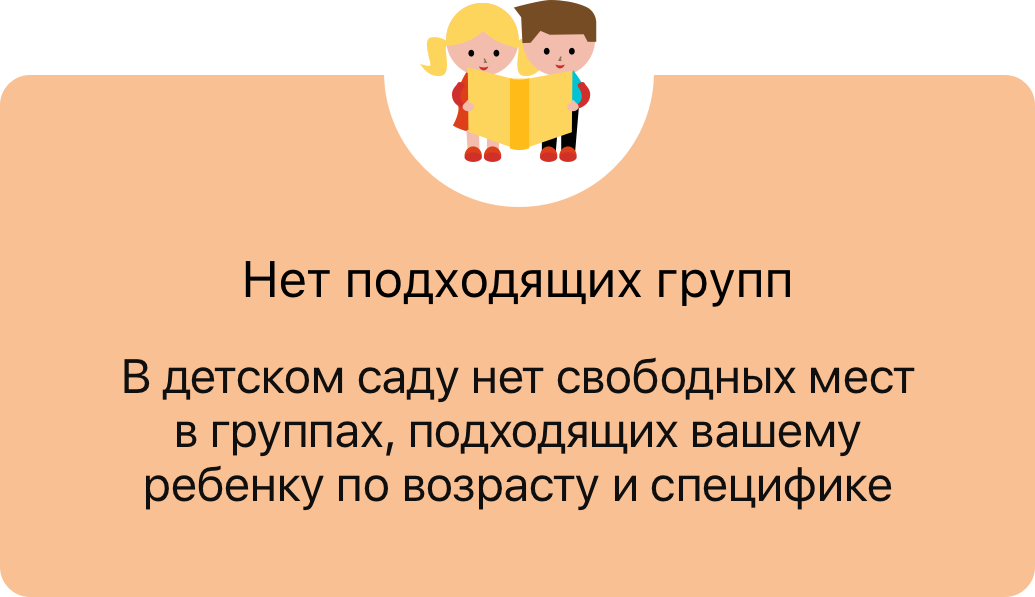 Нет подходящих групп
В детском саду нет свободных мест
в группах, подходящих вашему
ребенку по возрасту и специфике